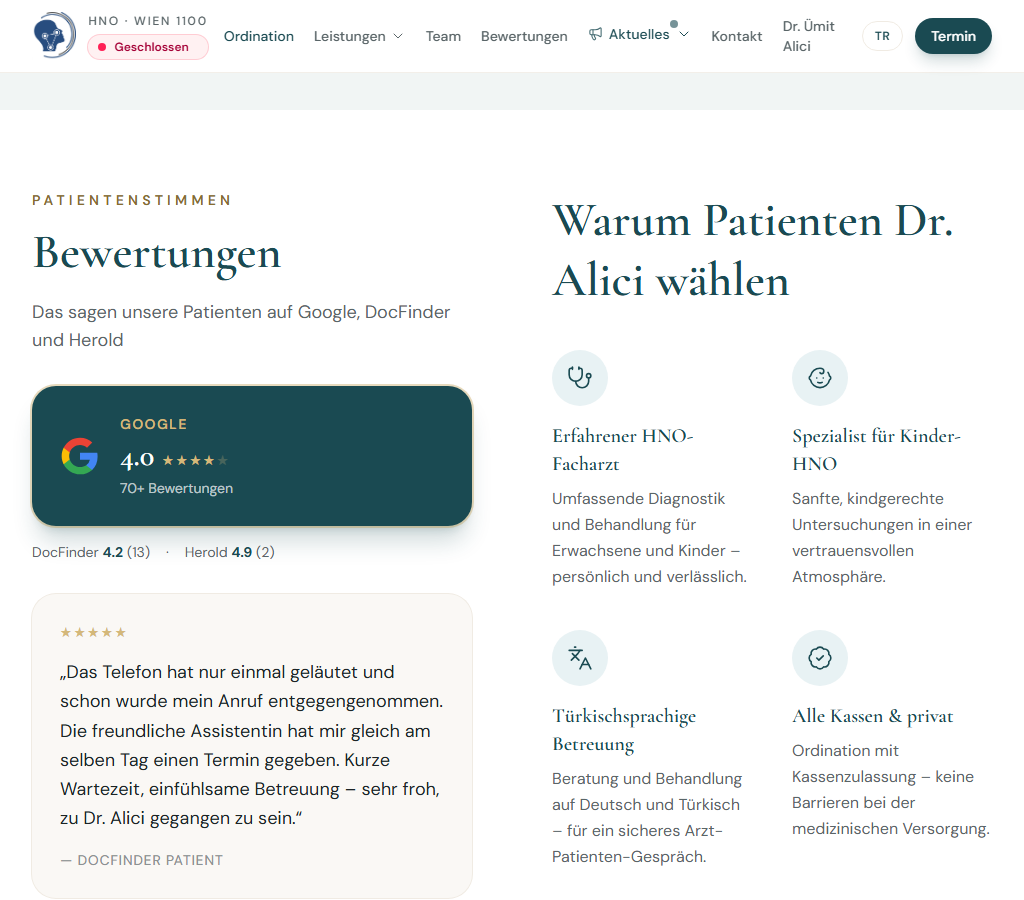 HNO · WIEN 1100
Geschlossen
Ordination
Leistungen
Team
Bewertungen
Aktuelles
Kontakt
Dr. Ümit
Alici
TR
Termin
PATIENTENSTIMMEN
Bewertungen
Das sagen unsere Patienten auf Google, DocFinder
und Herold
GOOGLE
4.0 ★★★★★
70+ Bewertungen
DocFinder 4.2 (13) · Herold 4.9 (2)
★★★★★
„Das Telefon hat nur einmal geläutet und
schon wurde mein Anruf entgegengenommen.
Die freundliche Assistentin hat mir gleich am
selben Tag einen Termin gegeben. Kurze
Wartezeit, einfühlsame Betreuung – sehr froh,
zu Dr. Alici gegangen zu sein.“
— DOCFINDER PATIENT
Warum Patienten Dr.
Alici wählen
Erfahrener HNO-
Facharzt
Umfassende Diagnostik
und Behandlung für
Erwachsene und Kinder –
persönlich und verlässlich.
Spezialist für Kinder-
HNO
Sanfte, kindgerechte
Untersuchungen in einer
vertrauensvollen
Atmosphäre.
Türkischsprachige
Betreuung
Beratung und Behandlung
auf Deutsch und Türkisch
– für ein sicheres Arzt-
Patienten-Gespräch.
Alle Kassen & privat
Ordination mit
Kassenzulassung – keine
Barrieren bei der
medizinischen Versorgung.